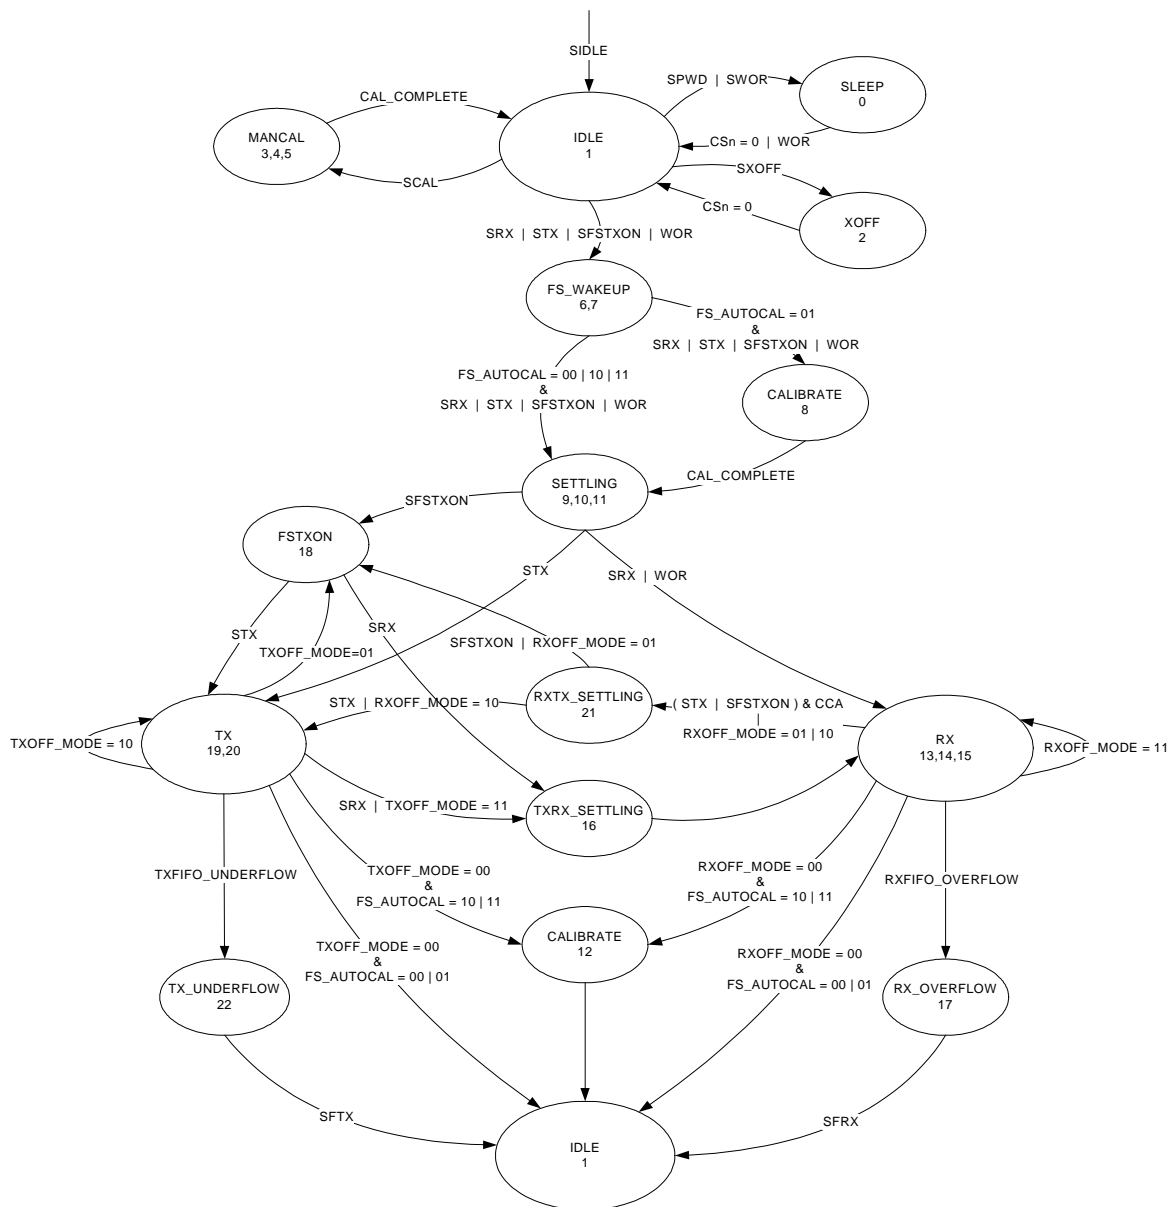 SIDLE
SPWD | SWOR
SLEEP
0
CAL_COMPLETE
IDLE
1
MANCAL
3,4,5
CSn = 0 | WOR
SCAL
SXOFF
CSn = 0
XOFF
2
SRX | STX | SFSTXON | WOR
FS_WAKEUP
6,7
FS_AUTOCAL = 01
&
SRX | STX | SFSTXON | WOR
FS_AUTOCAL = 00 | 10 | 11
&
SRX | STX | SFSTXON | WOR
CALIBRATE
8
CAL_COMPLETE
SETTLING
9,10,11
SFSTXON
FSTXON
18
STX
SRX | WOR
STX
SRX
TXOFF_MODE=01
SFSTXON | RXOFF_MODE = 01
RXTX_SETTLING
21
STX | RXOFF_MODE = 10
( STX | SFSTXON ) & CCA
|
RXOFF_MODE = 01 | 10
TXOFF_MODE = 10
TX
19,20
RX
13,14,15
RXOFF_MODE = 11
SRX | TXOFF_MODE = 11
TXRX_SETTLING
16
TXFIFO_UNDERFLOW
TXOFF_MODE = 00
&
FS_AUTOCAL = 10 | 11
RXOFF_MODE = 00
&
FS_AUTOCAL = 10 | 11
RXFIFO_OVERFLOW
TXOFF_MODE = 00
&
FS_AUTOCAL = 00 | 01
CALIBRATE
12
RXOFF_MODE = 00
&
FS_AUTOCAL = 00 | 01
TX_UNDERFLOW
22
RX_OVERFLOW
17
SFTX
SFRX
IDLE
1